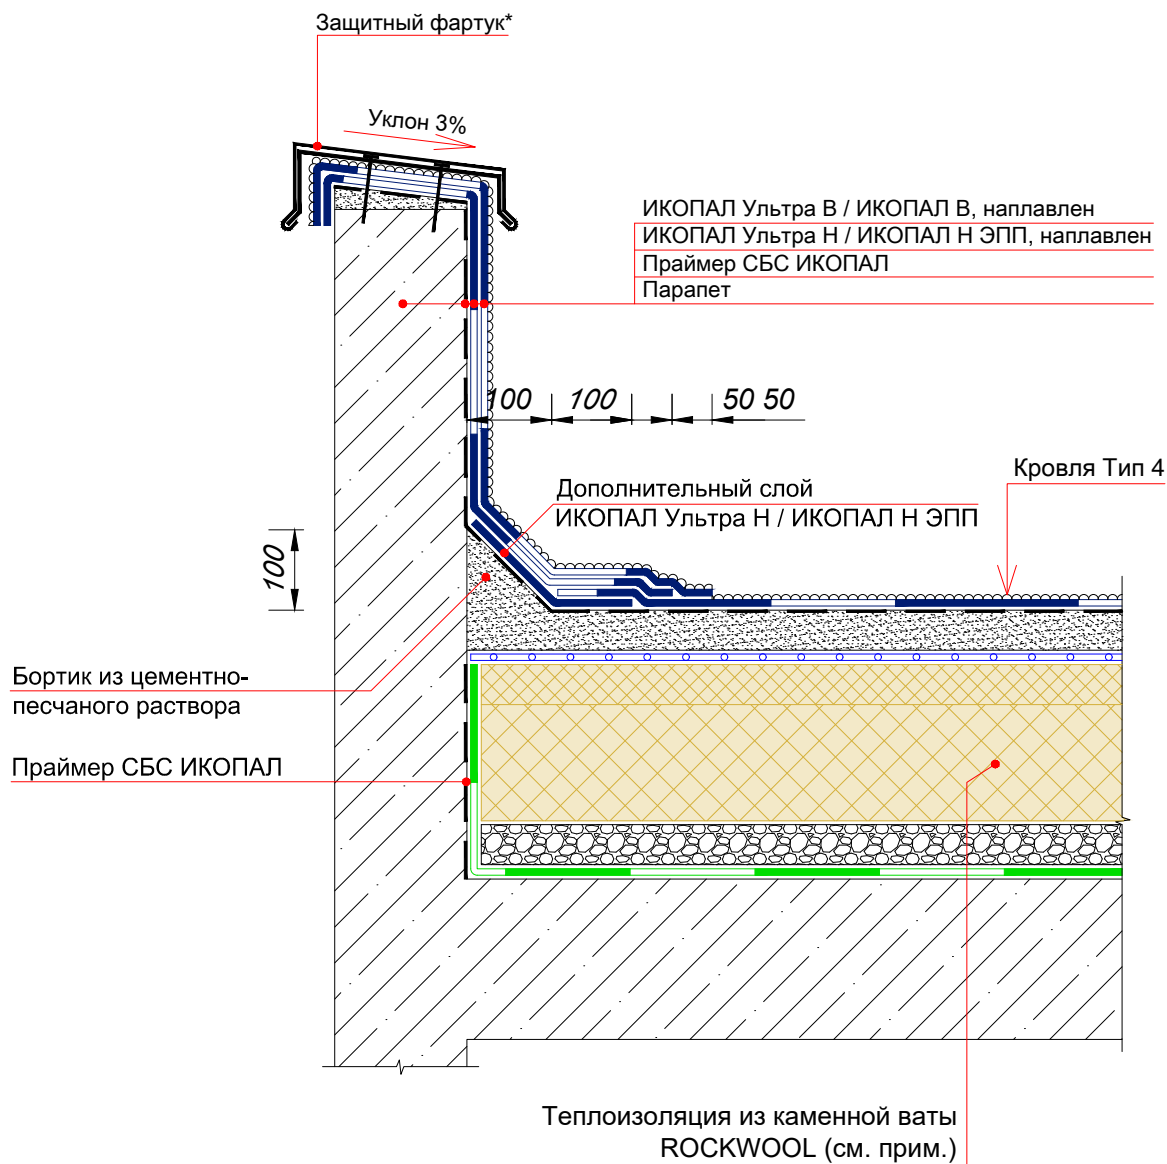 Защитный фартук*
Уклон 3%
ИКОПАЛ Ультра В / ИКОПАЛ В, наплавлен
ИКОПАЛ Ультра Н / ИКОПАЛ Н ЭПП, наплавлен
Праймер СБС ИКОПАЛ
Парапет
100 100 50 50
Кровля Тип 4
Дополнительный слой
ИКОПАЛ Ультра Н / ИКОПАЛ Н ЭПП
100
Бортик из цементно-
песчаного раствора
Праймер СБС ИКОПАЛ
Теплоизоляция из каменной ваты
ROCKWOOL (см. прим.)